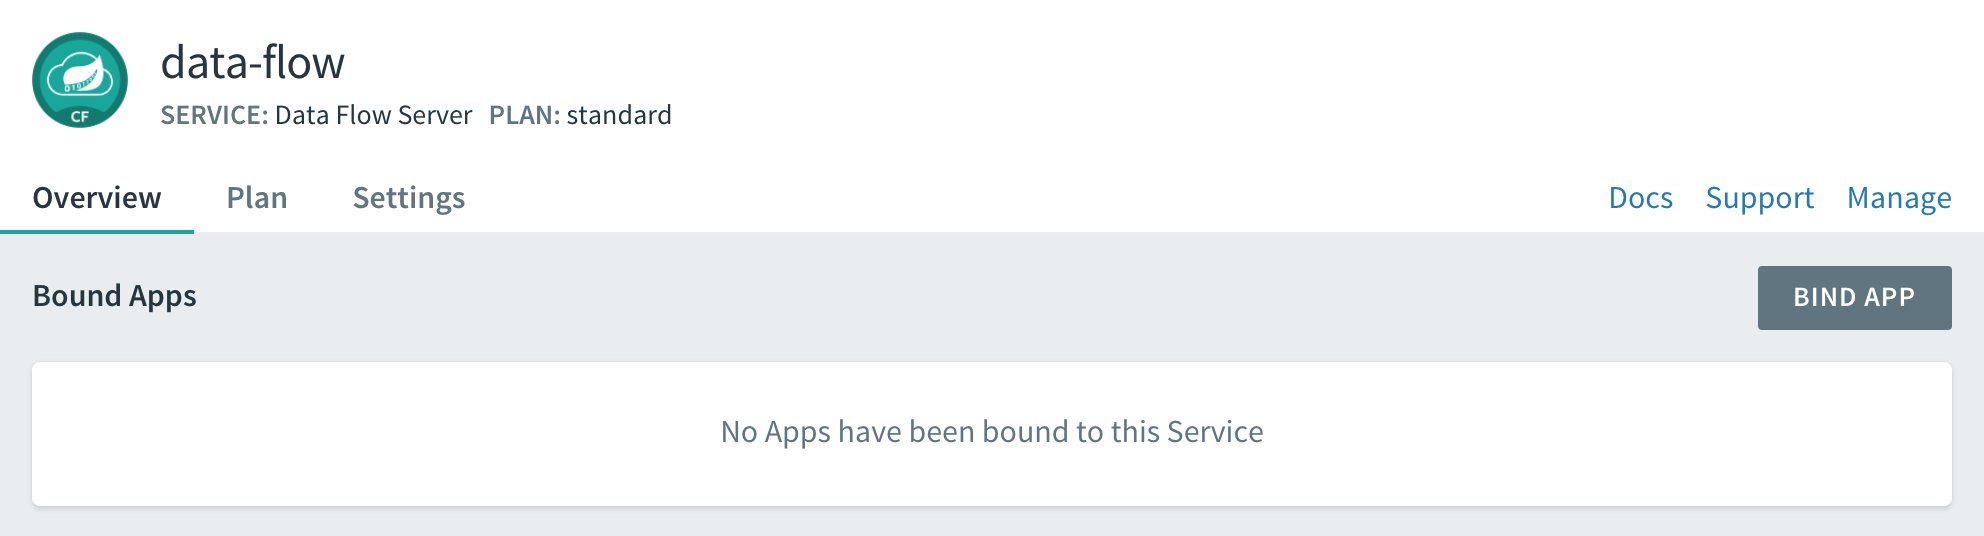 data-flow
SERVICE: Data Flow Server PLAN: standard
CF
Overview Plan Settings Docs Support Manage
Bound Apps BIND APP
No Apps have been bound to this Service